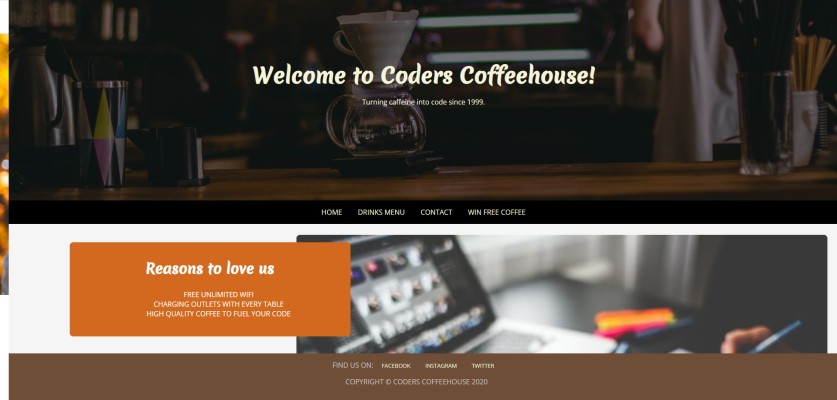 Welcome to Coders Coffeehouse!
Turning caffeine into code since 1999.
HOME DRINKS MENU CONTACT WIN FREE COFFEE
Reasons to love us
FREE UNLIMITED WIFI
CHARGING OUTLETS WITH EVERY TABLE
HIGH QUALITY COFFEE TO FUEL YOUR CODE
FIND US ON: FACEBOOK INSTAGRAM TWITTER
COPYRIGHT © CODERS COFFEEHOUSE 2020